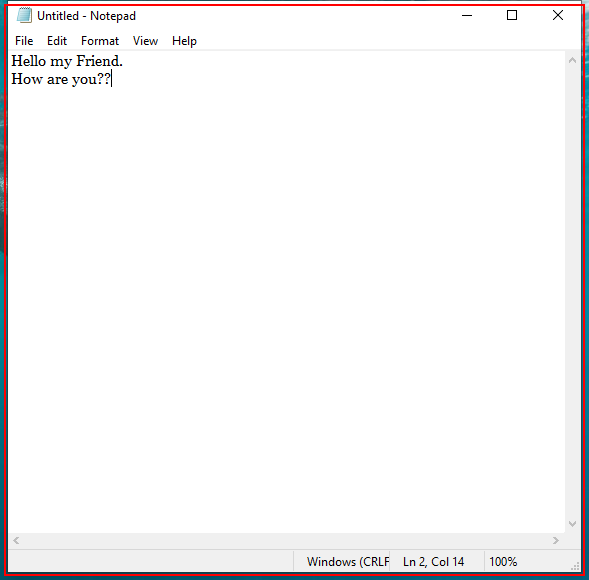 Untitled - Notepad
File Edit Format View Help
Hello my Friend.
How are you??
Windows (CRLF Ln 2, Col 14 100%